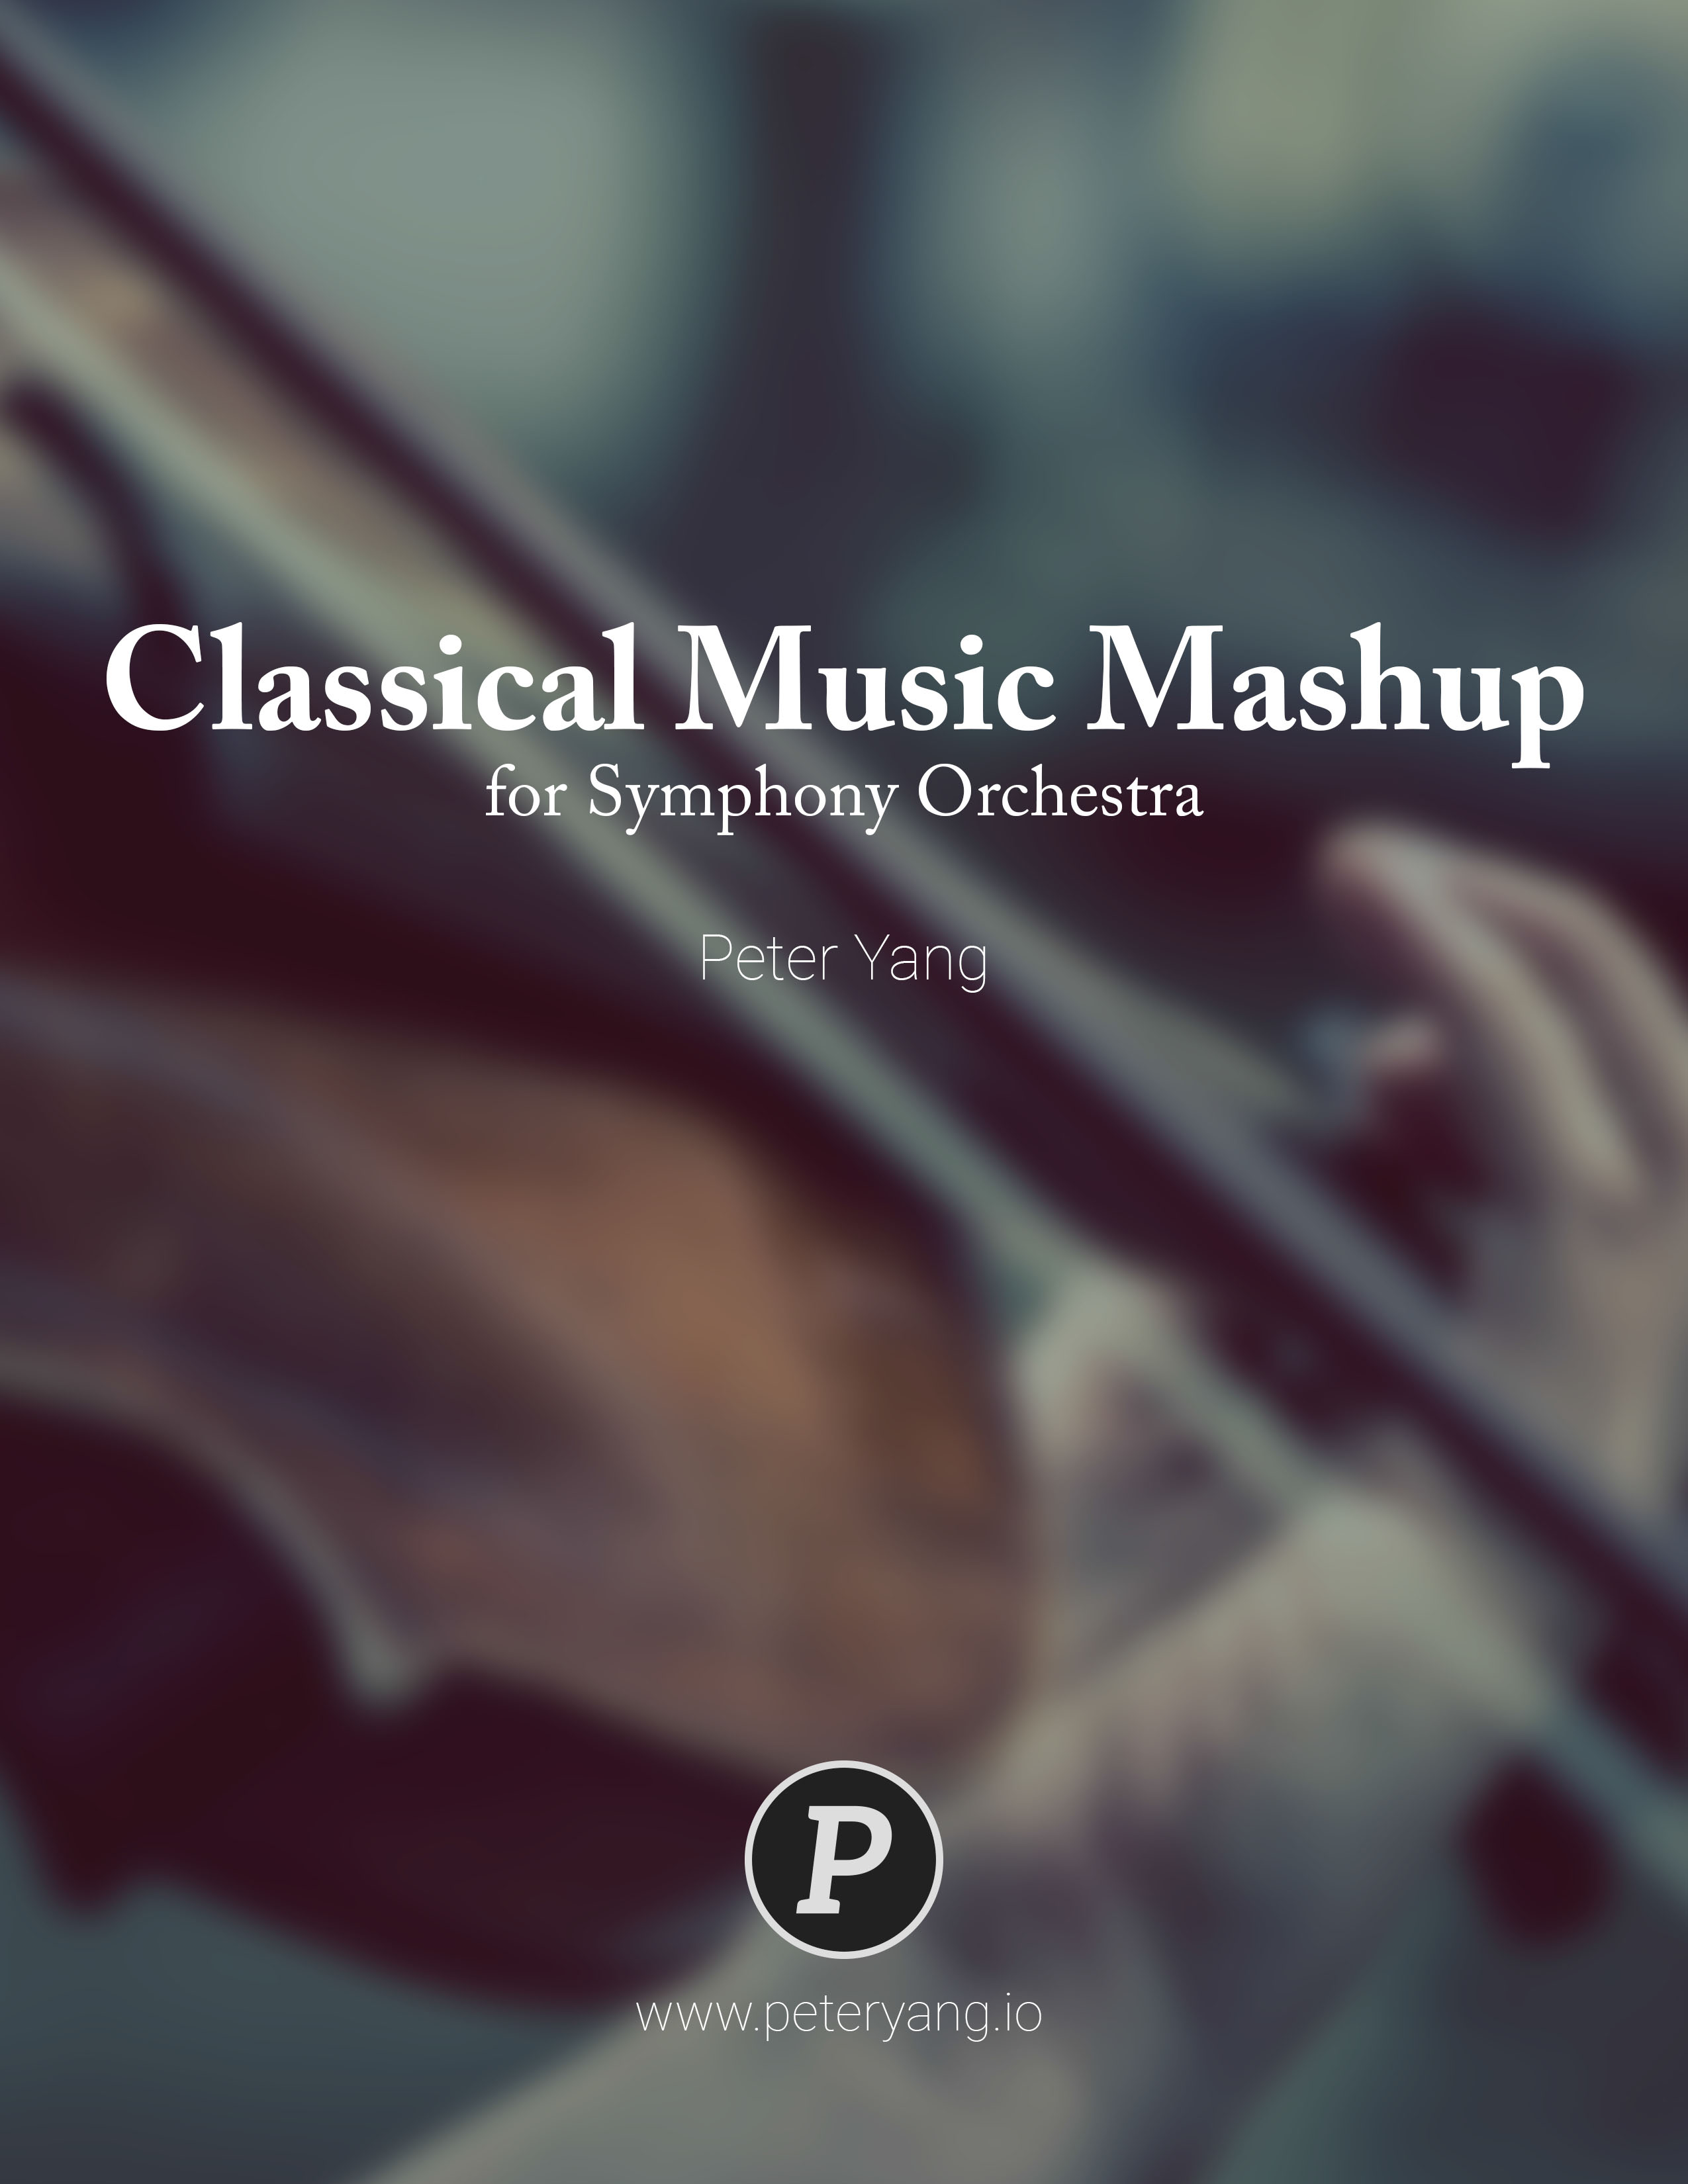 Classical Music Mashup
for Symphony Orchestra
Peter Yang
P
www.peteryang.io